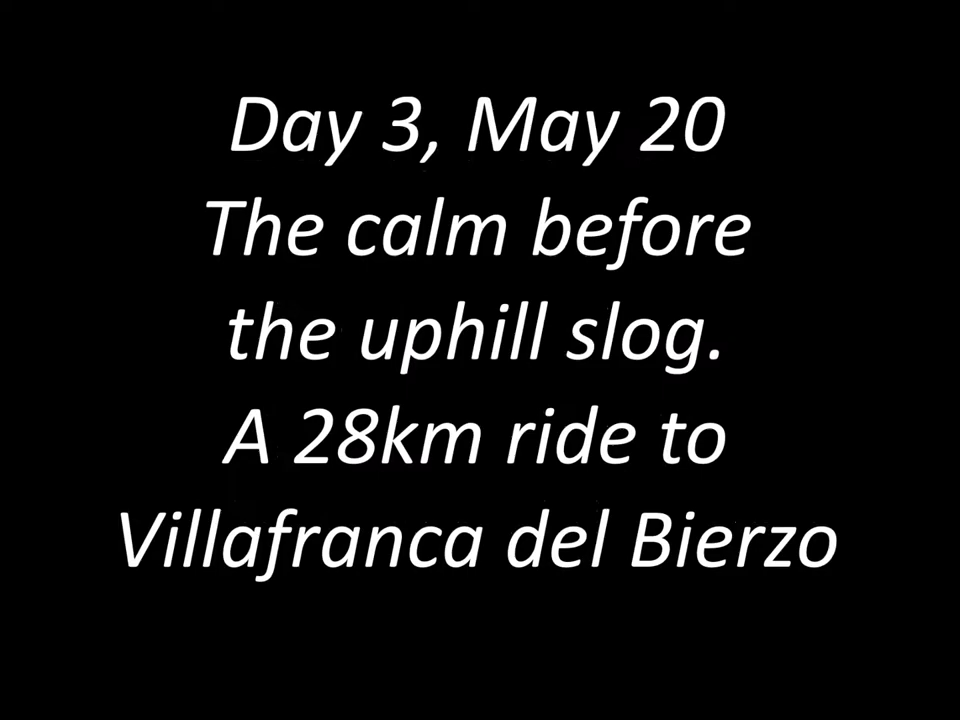 Day 3, May 20
The calm before
the uphill slog.
A 28km ride to
Villafranca del Bierzo